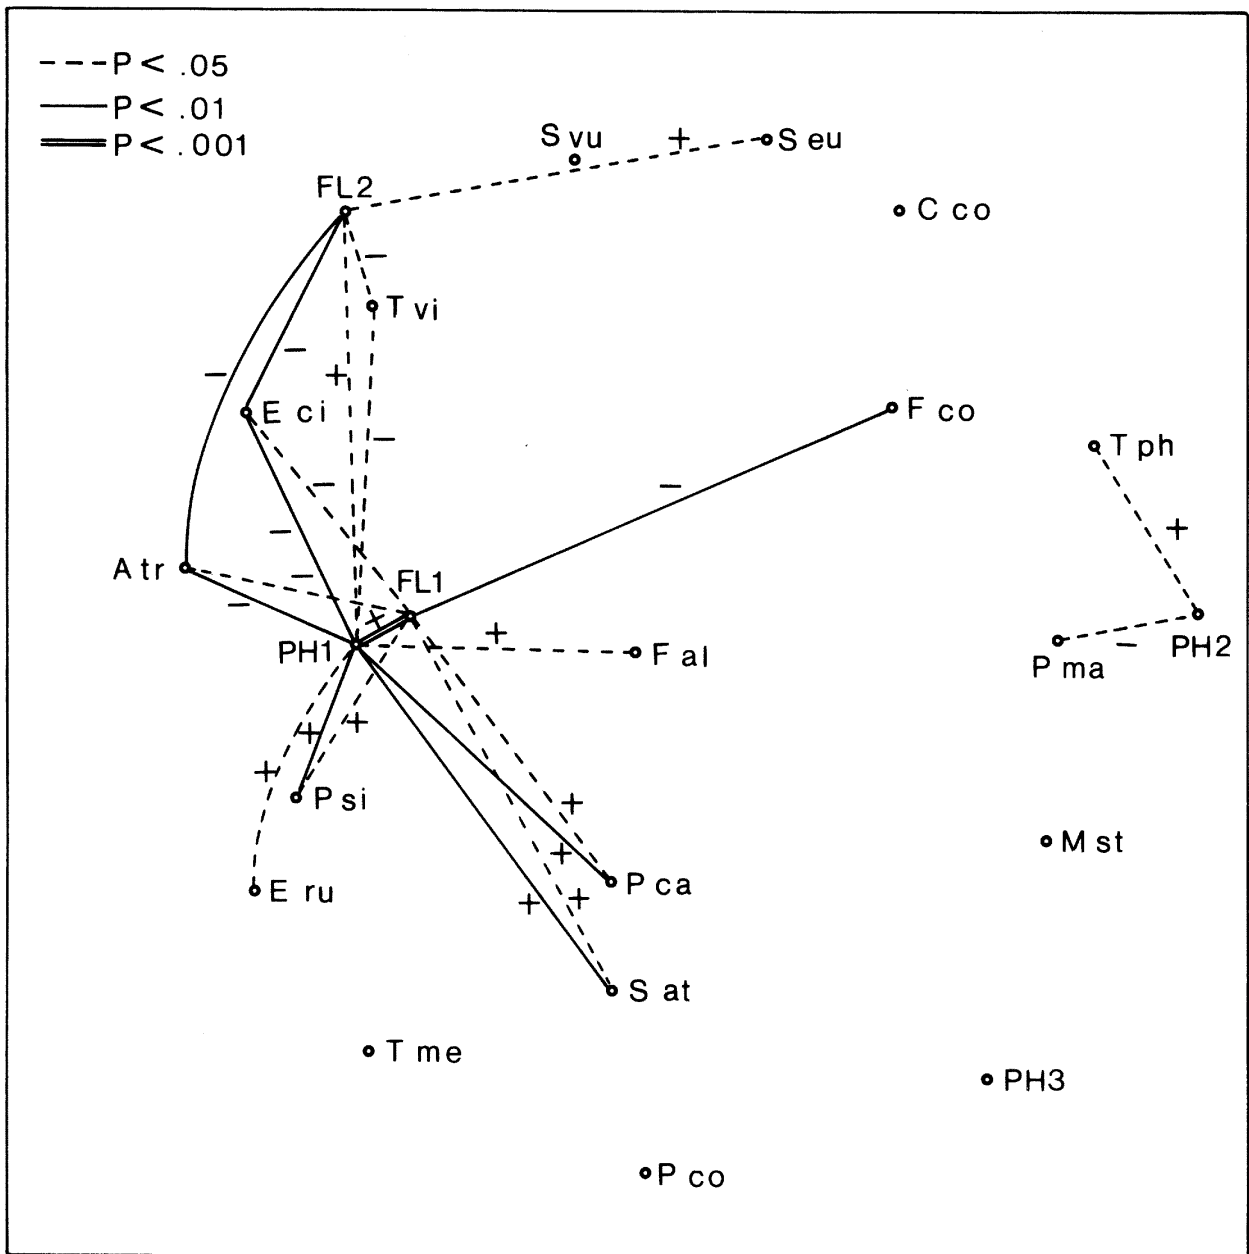 P < .05
P < .01
P < .001
S vu
+
S eu
FL2
C co
−
T vi
−
−
+
E ci
F co
−
T ph
−
−
−
+
A tr
−
−
FL1
+
PH1
+
F al
P ma
−
PH2
+
+
+
P si
+
M st
+
E ru
P ca
+
+
S at
T me
PH3
P co